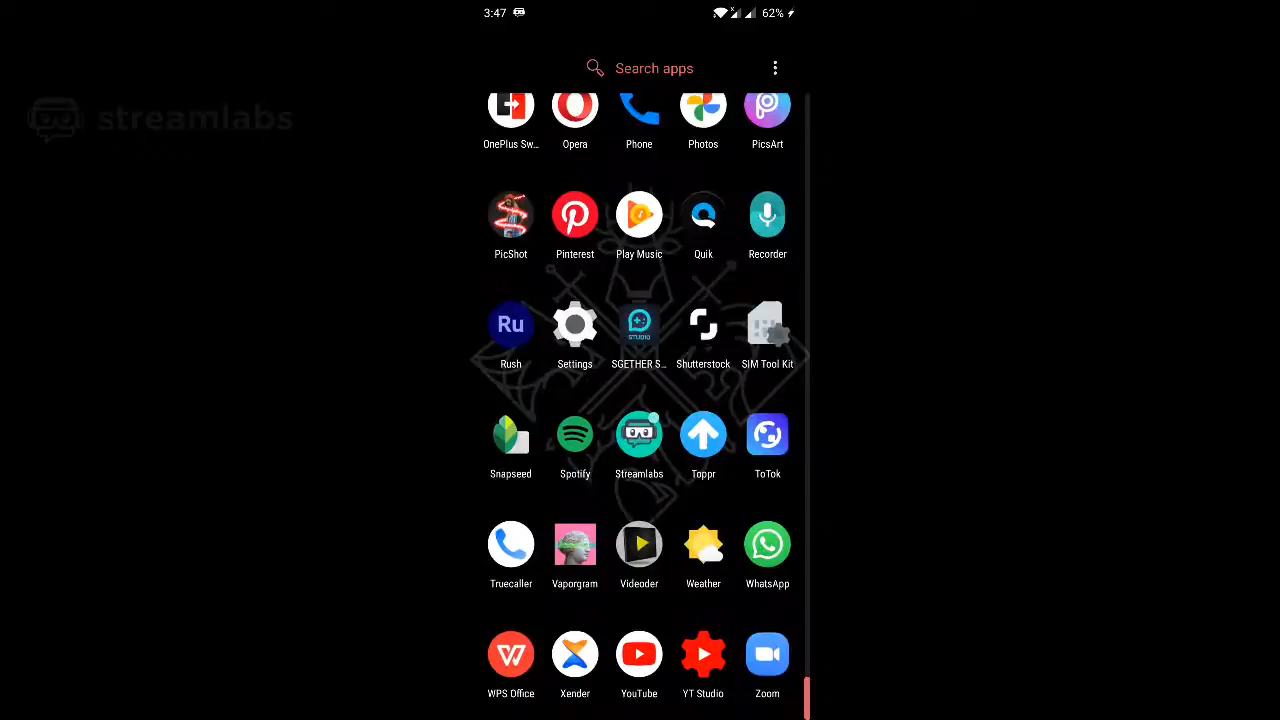 3:47
62%
streamlabs
Search apps
OnePlus Sw...
Opera
Phone
Photos
PicsArt
PicShot
Pinterest
Play Music
Quik
Recorder
Ru
STUDIO
Rush
Settings
SGETHER S...
Shutterstock
SIM Tool Kit
Snapseed
Spotify
Streamlabs
Toppr
ToTok
Truecaller
Vaporgram
Videoder
Weather
WhatsApp
WPS Office
Xender
YouTube
YT Studio
Zoom